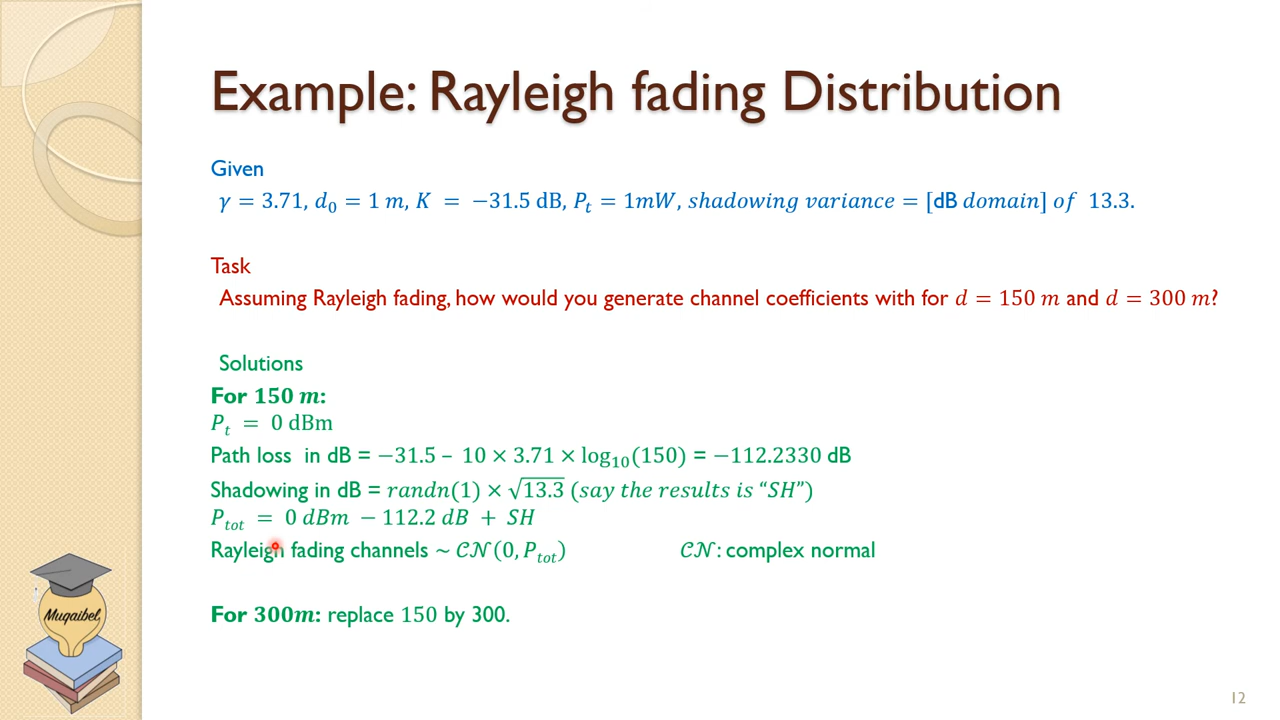 Example: Rayleigh fading Distribution
Given
γ = 3.71, d₀ = 1 m, K = −31.5 dB, Pₜ = 1mW, shadowing variance = [dB domain] of 13.3.
Task
Assuming Rayleigh fading, how would you generate channel coefficients with for d = 150 m and d = 300 m?
Solutions
For 150 m:
Pₜ = 0 dBm
Path loss in dB = −31.5 – 10 × 3.71 × log₁₀(150) = −112.2330 dB
Shadowing in dB = randn(1) × √13.3 (say the results is “SH”)
Pₜₒₜ = 0 dBm − 112.2 dB + SH
Rayleigh fading channels ~ 𝒞𝒩(0, Pₜₒₜ) 𝒞𝒩: complex normal
For 300m: replace 150 by 300.
Muqaibel
12